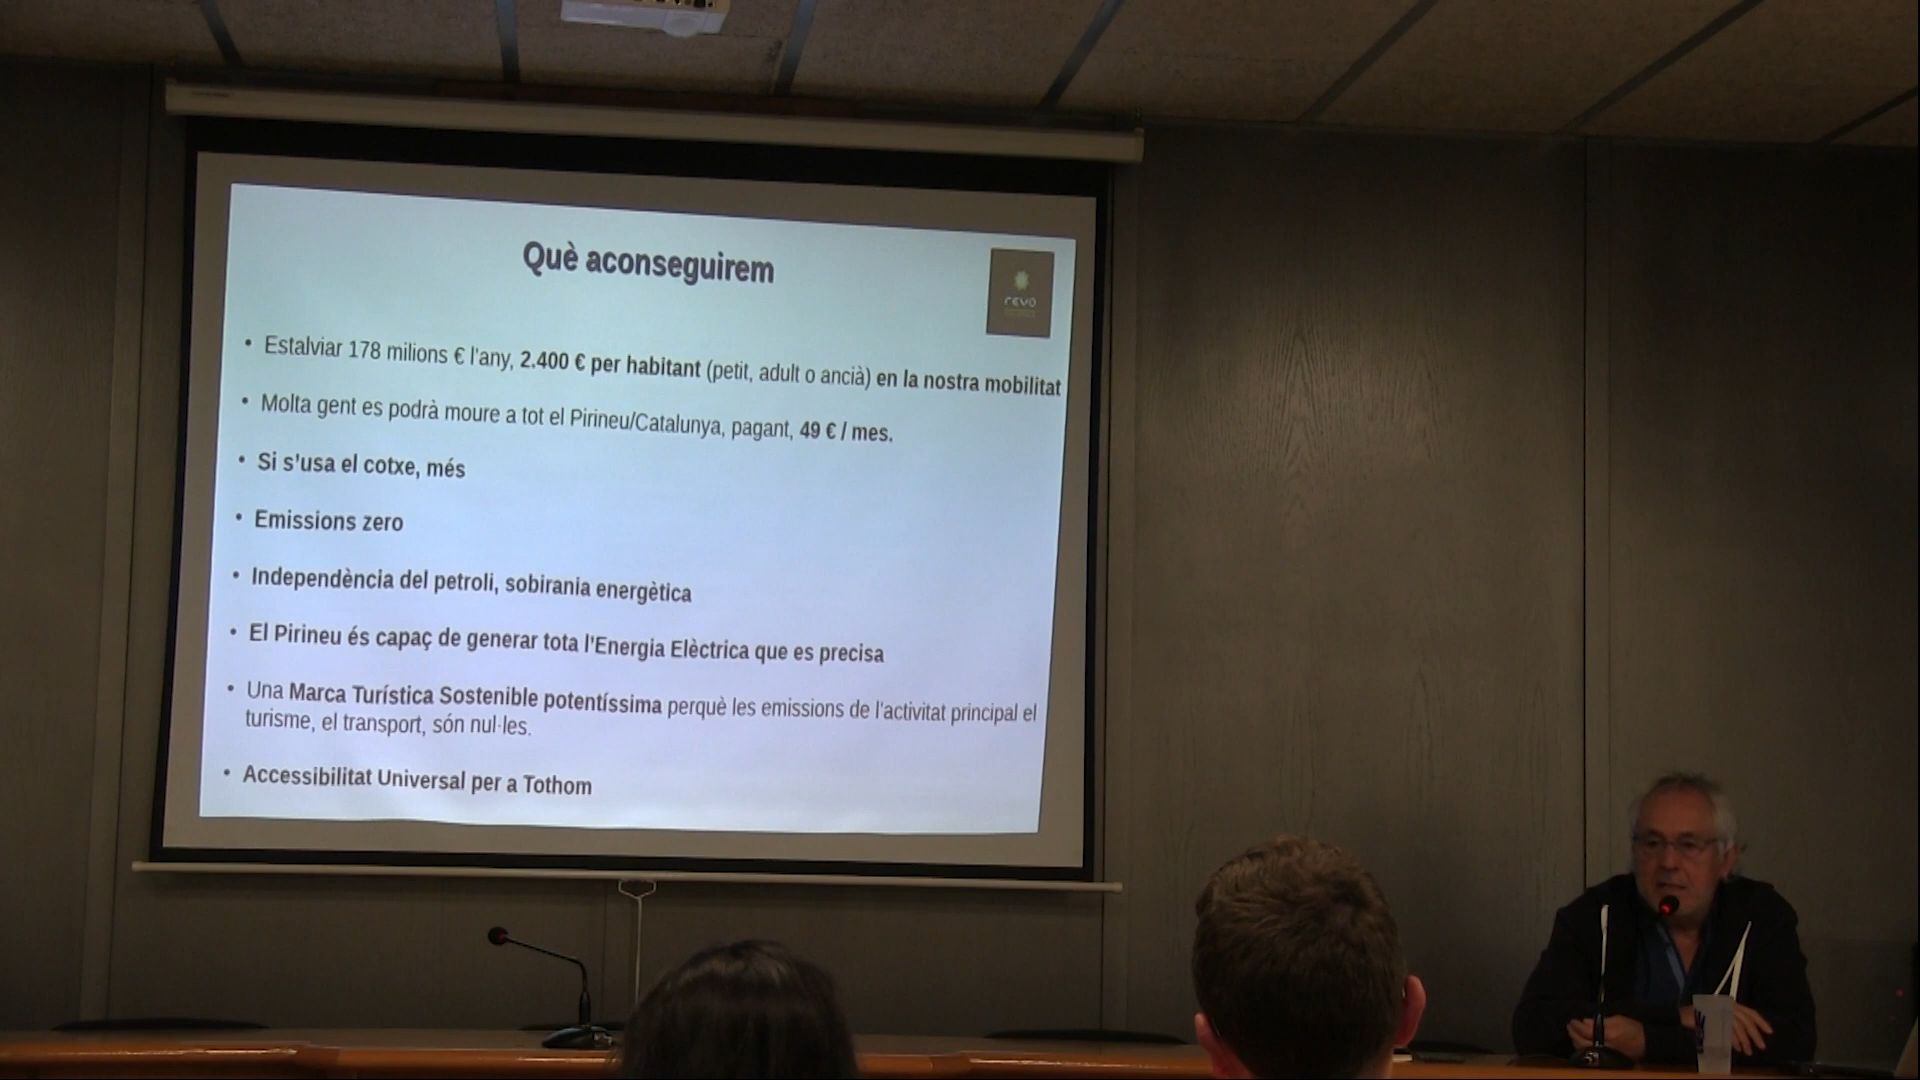 Què aconseguirem
revo
• Estalviar 178 milions € l'any, 2.400 € per habitant (petit, adult o ancià) en la nostra mobilitat
• Molta gent es podrà moure a tot el Pirineu/Catalunya, pagant, 49 € / mes.
• Si s'usa el cotxe, més
• Emissions zero
• Independència del petroli, sobirania energètica
• El Pirineu és capaç de generar tota l'Energia Elèctrica que es precisa
• Una Marca Turística Sostenible potentíssima perquè les emissions de l'activitat principal el
turisme, el transport, són nul·les.
• Accessibilitat Universal per a Tothom